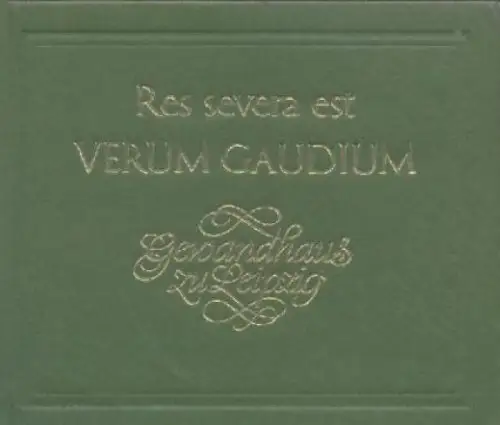 Res severa est
VERUM GAUDIUM
Gewandhaus
zu Leipzig